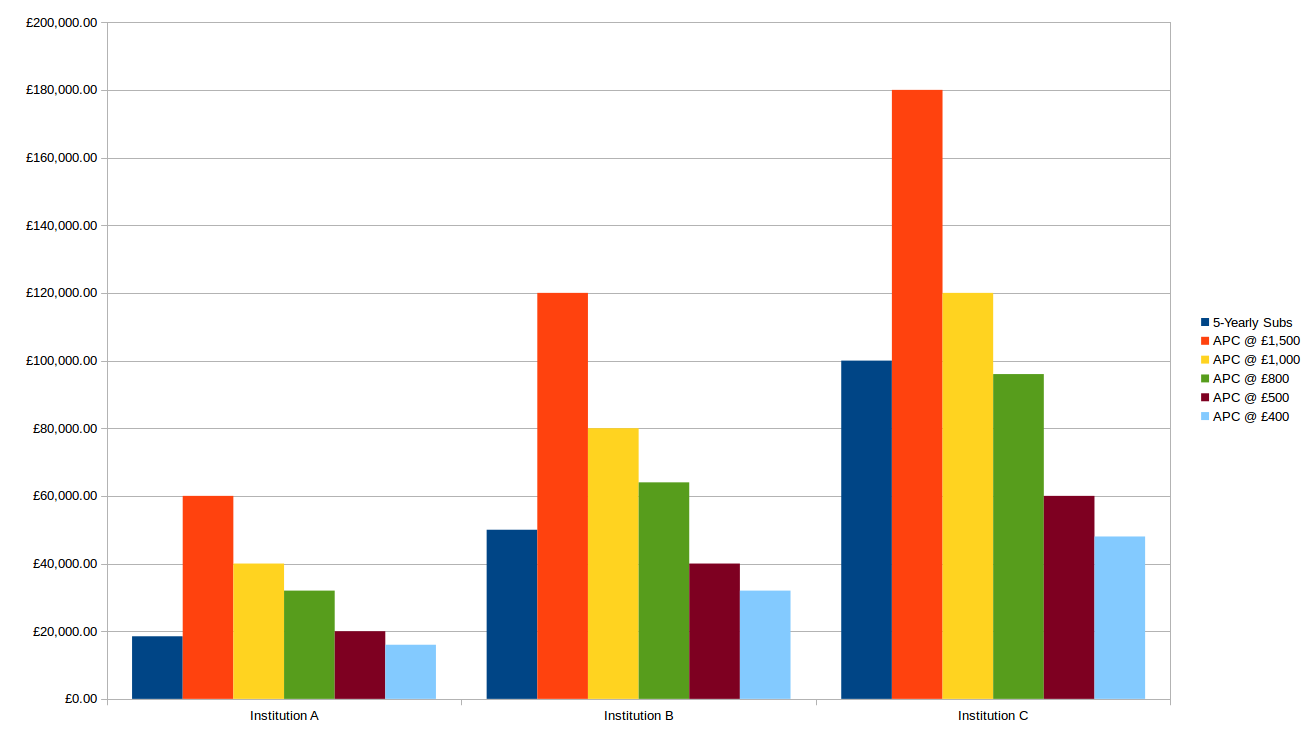 £200,000.00
£180,000.00
£160,000.00
£140,000.00
£120,000.00
£100,000.00
£80,000.00
£60,000.00
£40,000.00
£20,000.00
£0.00
Institution A
Institution B
Institution C
5-Yearly Subs
APC @ £1,500
APC @ £1,000
APC @ £800
APC @ £500
APC @ £400